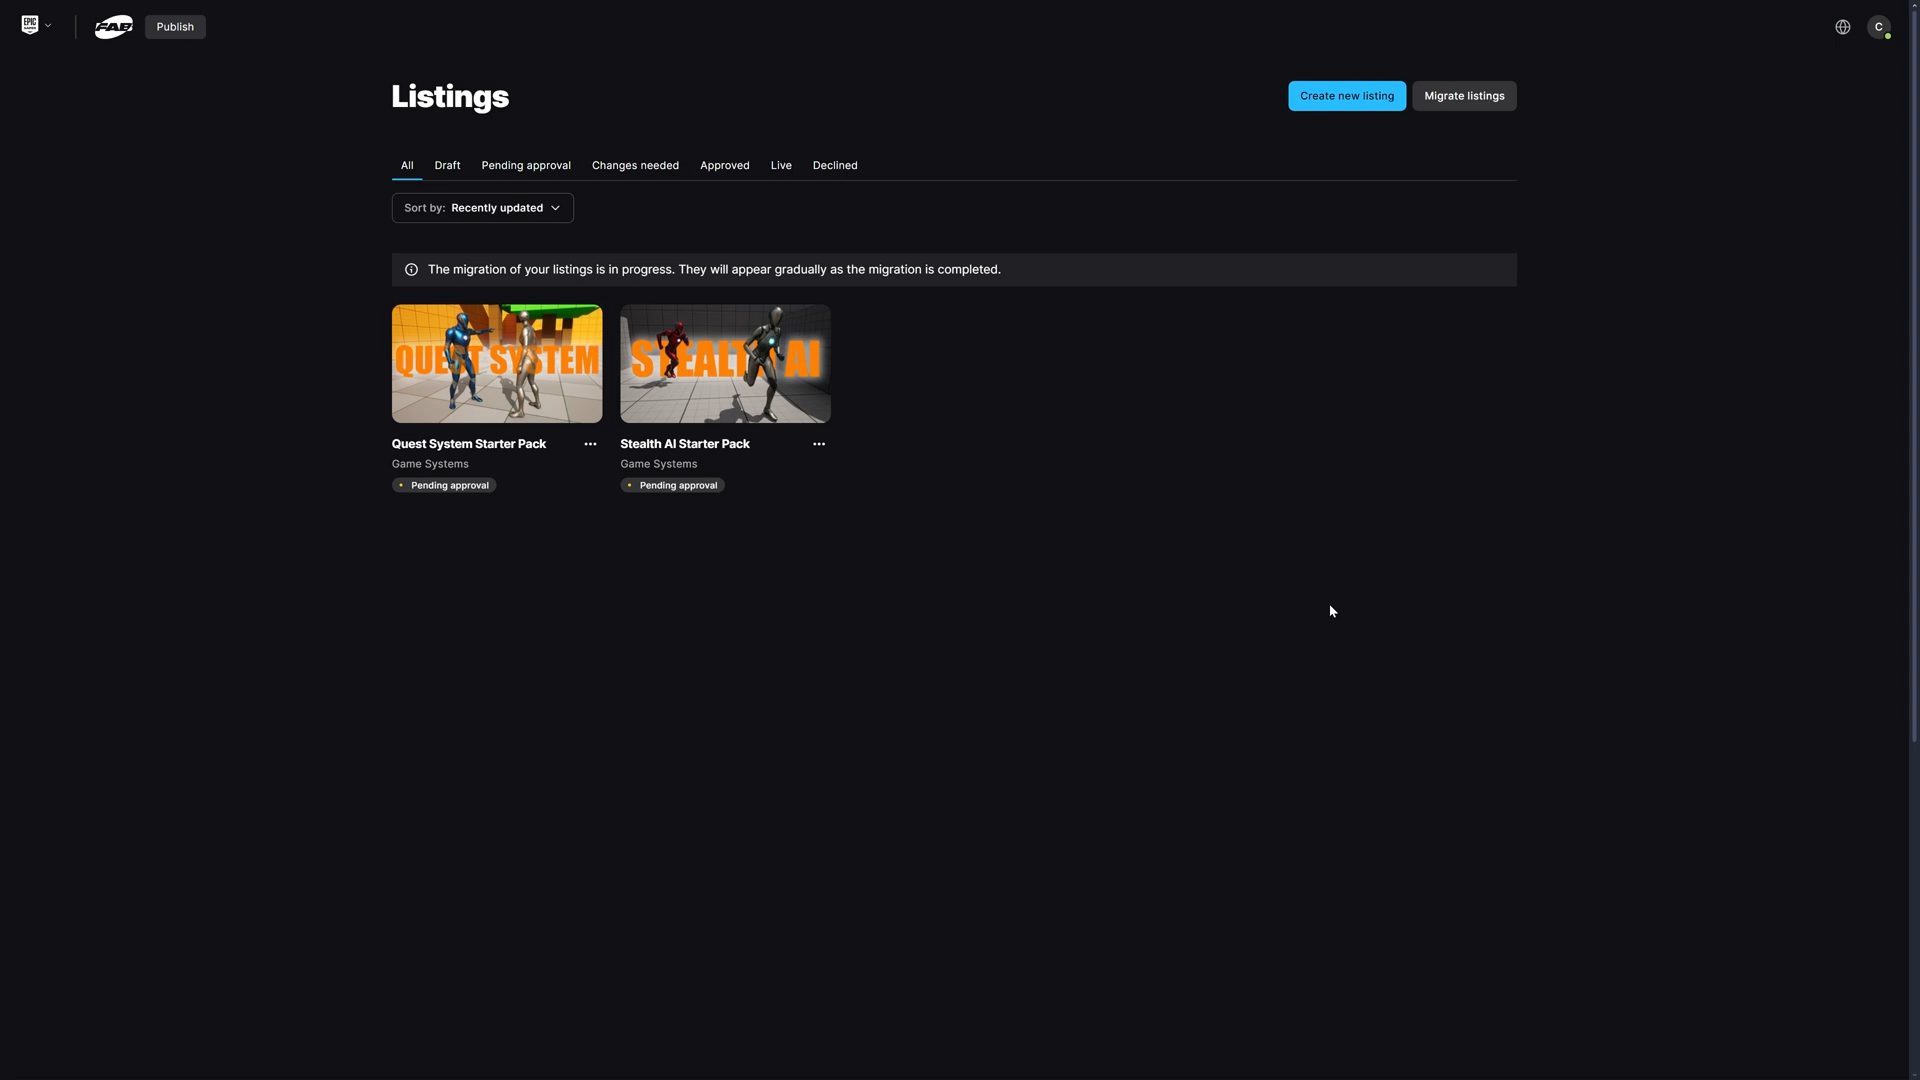 EPIC GAMES
FAB
Publish
C
Listings
Create new listing
Migrate listings
All
Draft
Pending approval
Changes needed
Approved
Live
Declined
Sort by: Recently updated
The migration of your listings is in progress. They will appear gradually as the migration is completed.
QUEST SYSTEM
STEALTH AI
Quest System Starter Pack
Stealth AI Starter Pack
Game Systems
Game Systems
Pending approval
Pending approval